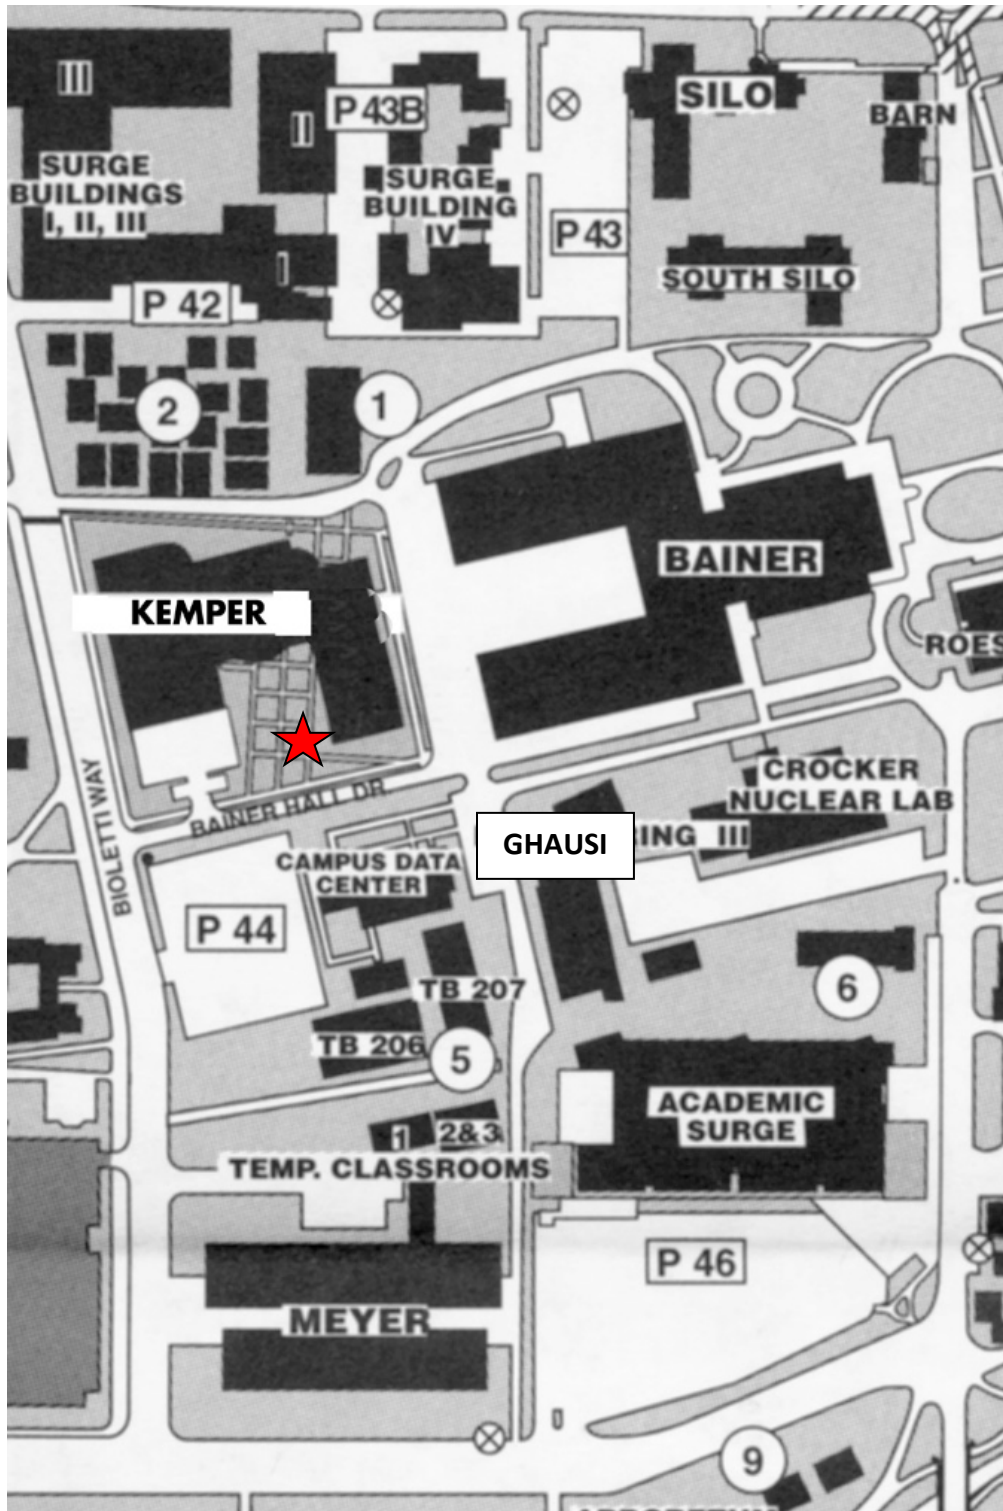 III
II
P 43B
SILO
BARN
SURGE
BUILDINGS
I, II, III
SURGE
BUILDING
IV
P 43
I
SOUTH SILO
P 42
2
1
BAINER
KEMPER
ROES
BIOLETTI WAY
BAINER HALL DR.
CROCKER
NUCLEAR LAB
GHAUSI
RING III
CAMPUS DATA
CENTER
P 44
TB 207
6
TB 206
5
ACADEMIC
SURGE
1
2&3
TEMP. CLASSROOMS
P 46
MEYER
9